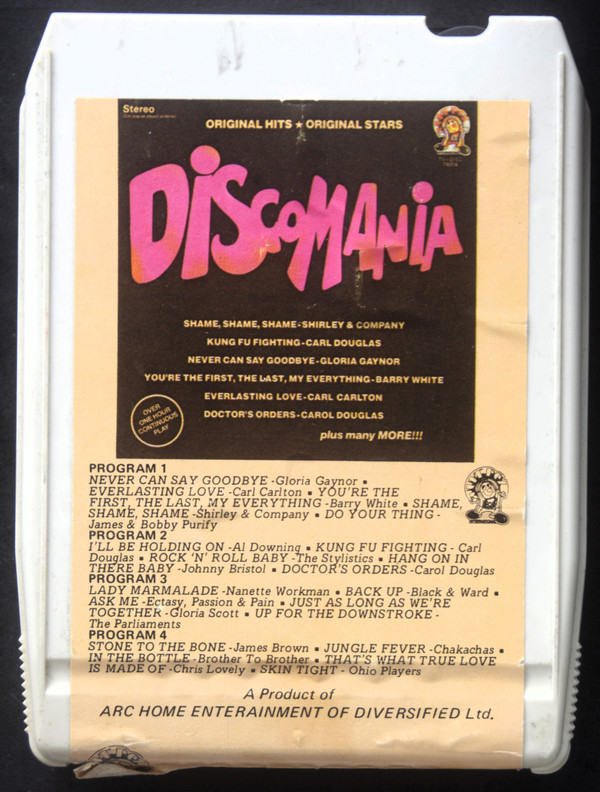 Stereo
ORIGINAL HITS ★ ORIGINAL STARS
DiSCOMANiA
SHAME, SHAME, SHAME-SHIRLEY & COMPANY
KUNG FU FIGHTING-CARL DOUGLAS
NEVER CAN SAY GOODBYE-GLORIA GAYNOR
YOU'RE THE FIRST, THE LAST, MY EVERYTHING-BARRY WHITE
EVERLASTING LOVE-CARL CARLTON
DOCTOR'S ORDERS-CAROL DOUGLAS
plus many MORE!!!
OVER
ONE HOUR
CONTINUOUS
PLAY
PROGRAM 1
NEVER CAN SAY GOODBYE -Gloria Gaynor ▪
EVERLASTING LOVE -Carl Carlton ▪ YOU'RE THE
FIRST, THE LAST, MY EVERYTHING -Barry White ▪ SHAME,
SHAME, SHAME -Shirley & Company ▪ DO YOUR THING -
James & Bobby Purify
PROGRAM 2
I'LL BE HOLDING ON -Al Downing ▪ KUNG FU FIGHTING - Carl
Douglas ▪ ROCK 'N' ROLL BABY -The Stylistics ▪ HANG ON IN
THERE BABY -Johnny Bristol ▪ DOCTOR'S ORDERS -Carol Douglas
PROGRAM 3
LADY MARMALADE -Nanette Workman ▪ BACK UP -Black & Ward ▪
ASK ME -Ectasy, Passion & Pain ▪ JUST AS LONG AS WE'RE
TOGETHER -Gloria Scott ▪ UP FOR THE DOWNSTROKE -
The Parliaments
PROGRAM 4
STONE TO THE BONE -James Brown ▪ JUNGLE FEVER -Chakachas ▪
IN THE BOTTLE -Brother To Brother ▪ THAT'S WHAT TRUE LOVE
IS MADE OF -Chris Lovely ▪ SKIN TIGHT - Ohio Players
A Product of
ARC HOME ENTERAINMENT OF DIVERSIFIED Ltd.